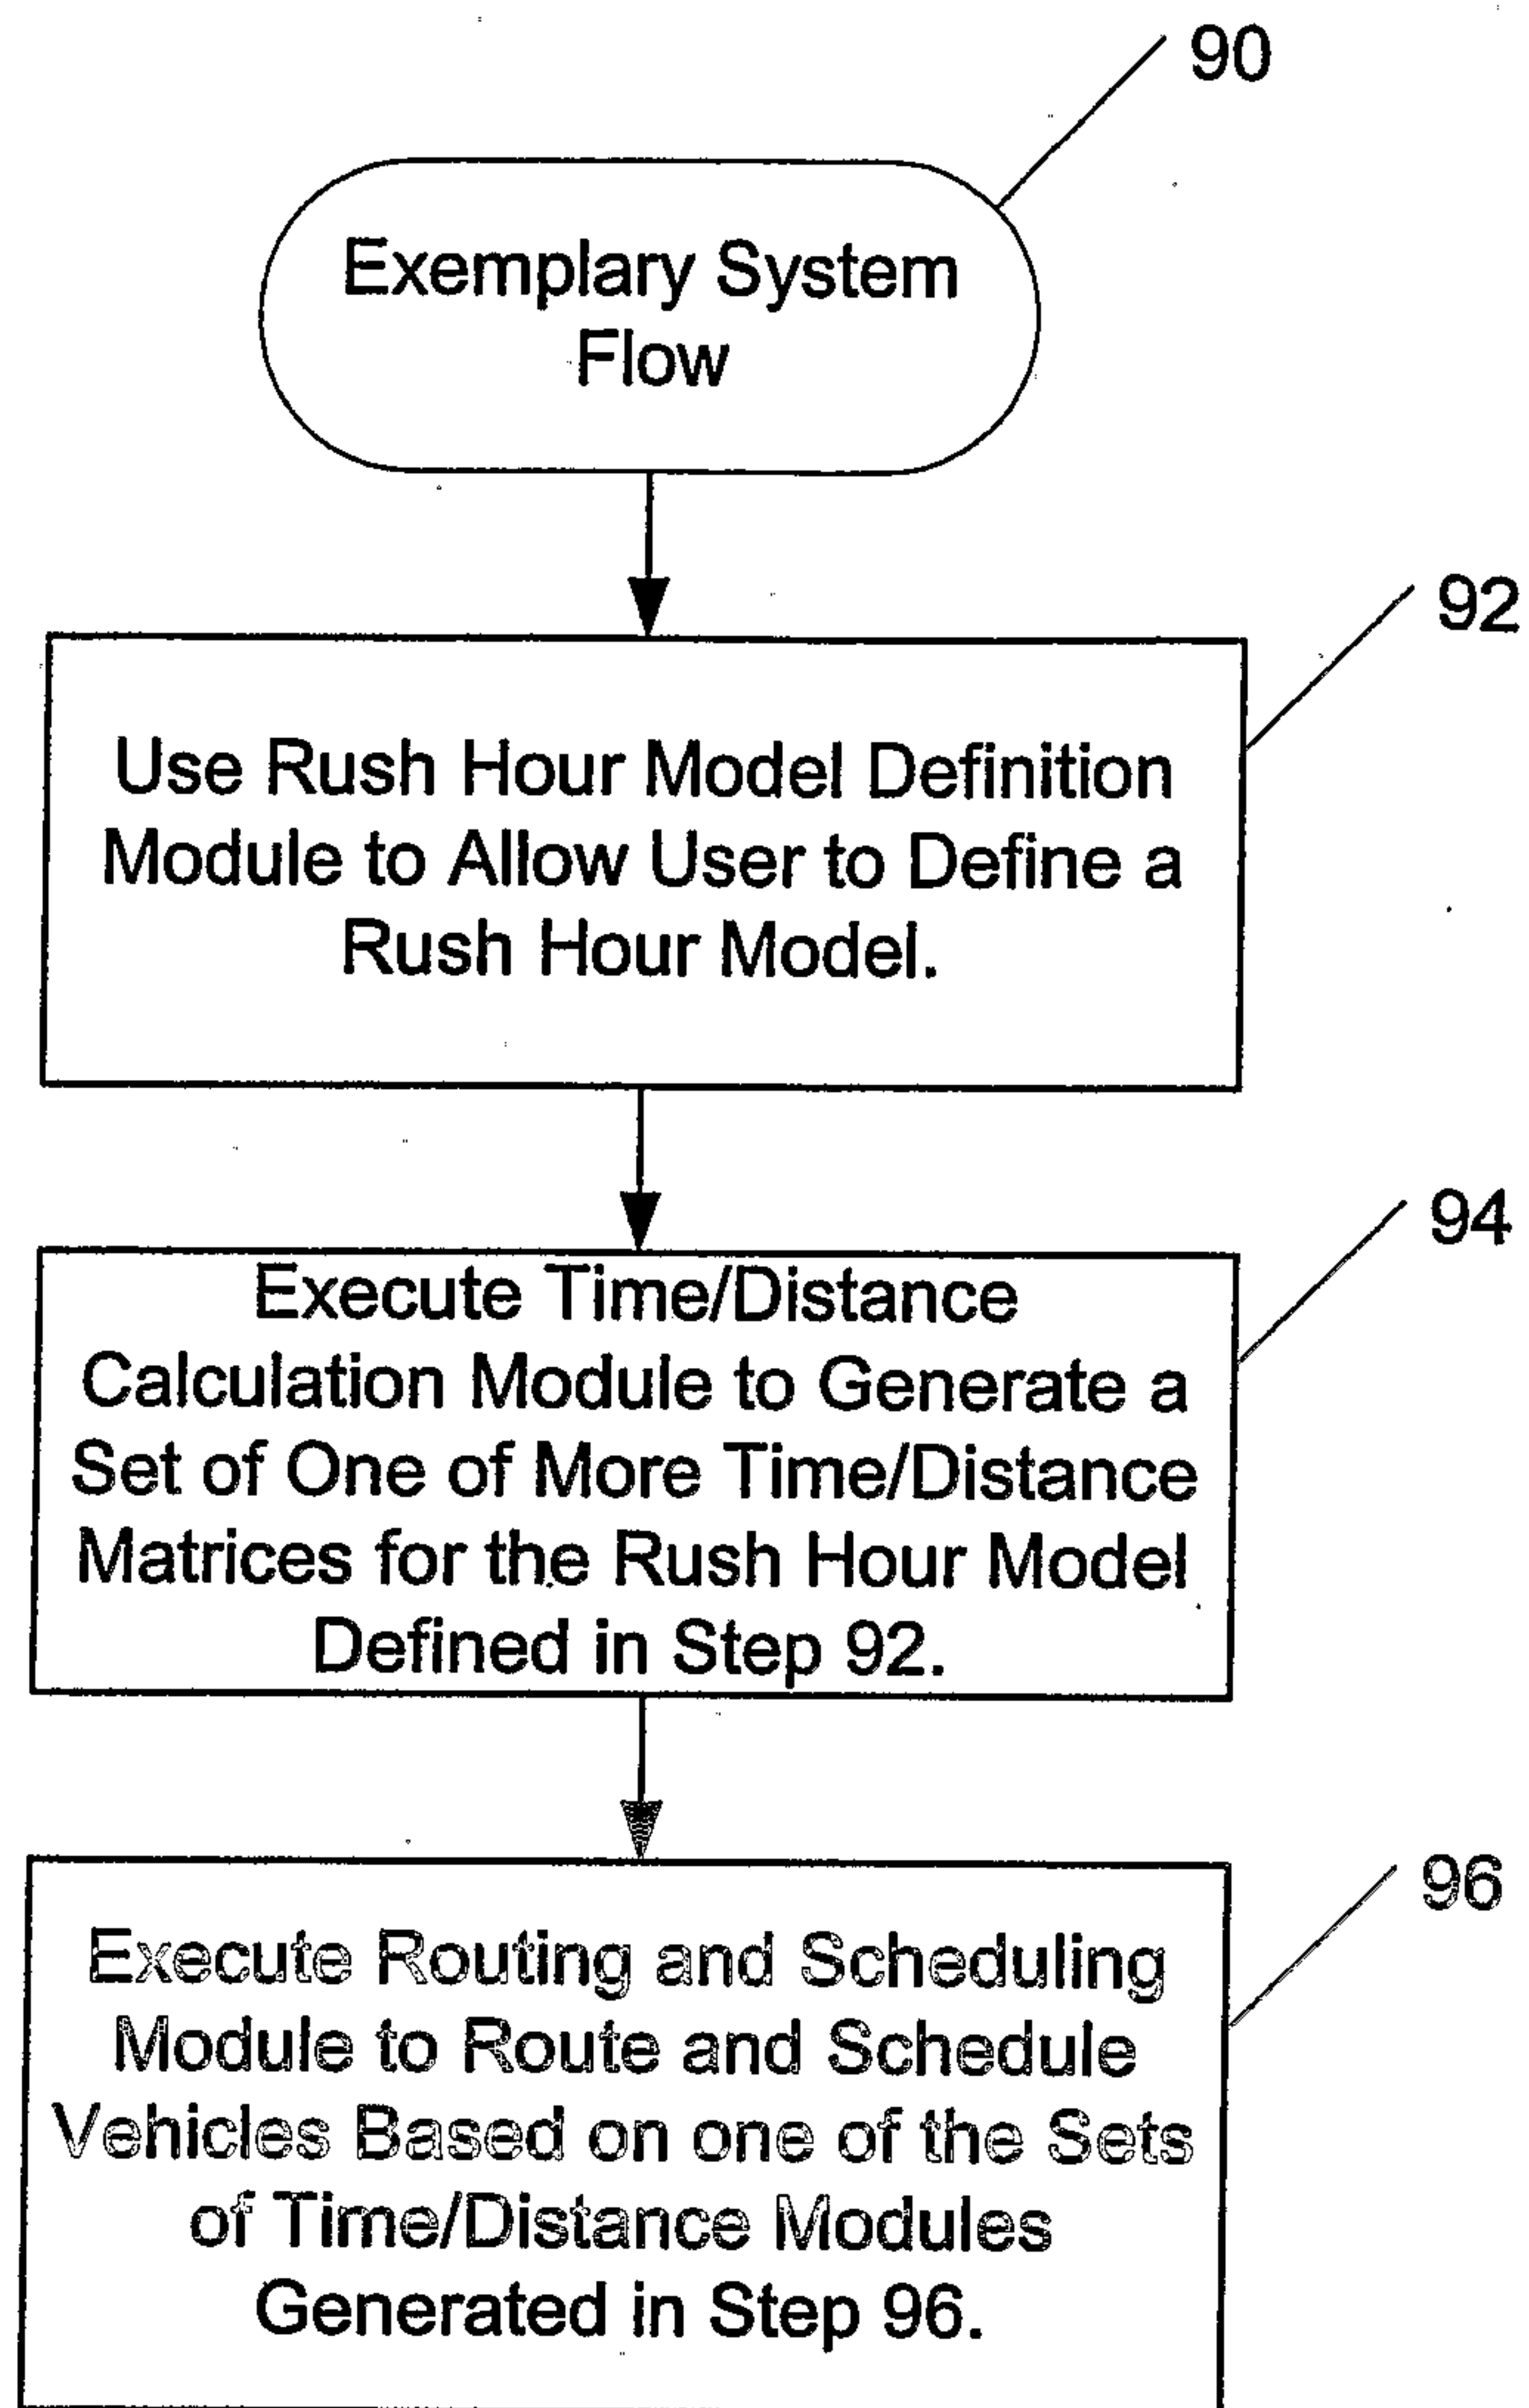 90
Exemplary System
Flow
92
Use Rush Hour Model Definition
Module to Allow User to Define a
Rush Hour Model.
94
Execute Time/Distance
Calculation Module to Generate a
Set of One of More Time/Distance
Matrices for the Rush Hour Model
Defined in Step 92.
96
Execute Routing and Scheduling
Module to Route and Schedule
Vehicles Based on one of the Sets
of Time/Distance Modules
Generated in Step 96.